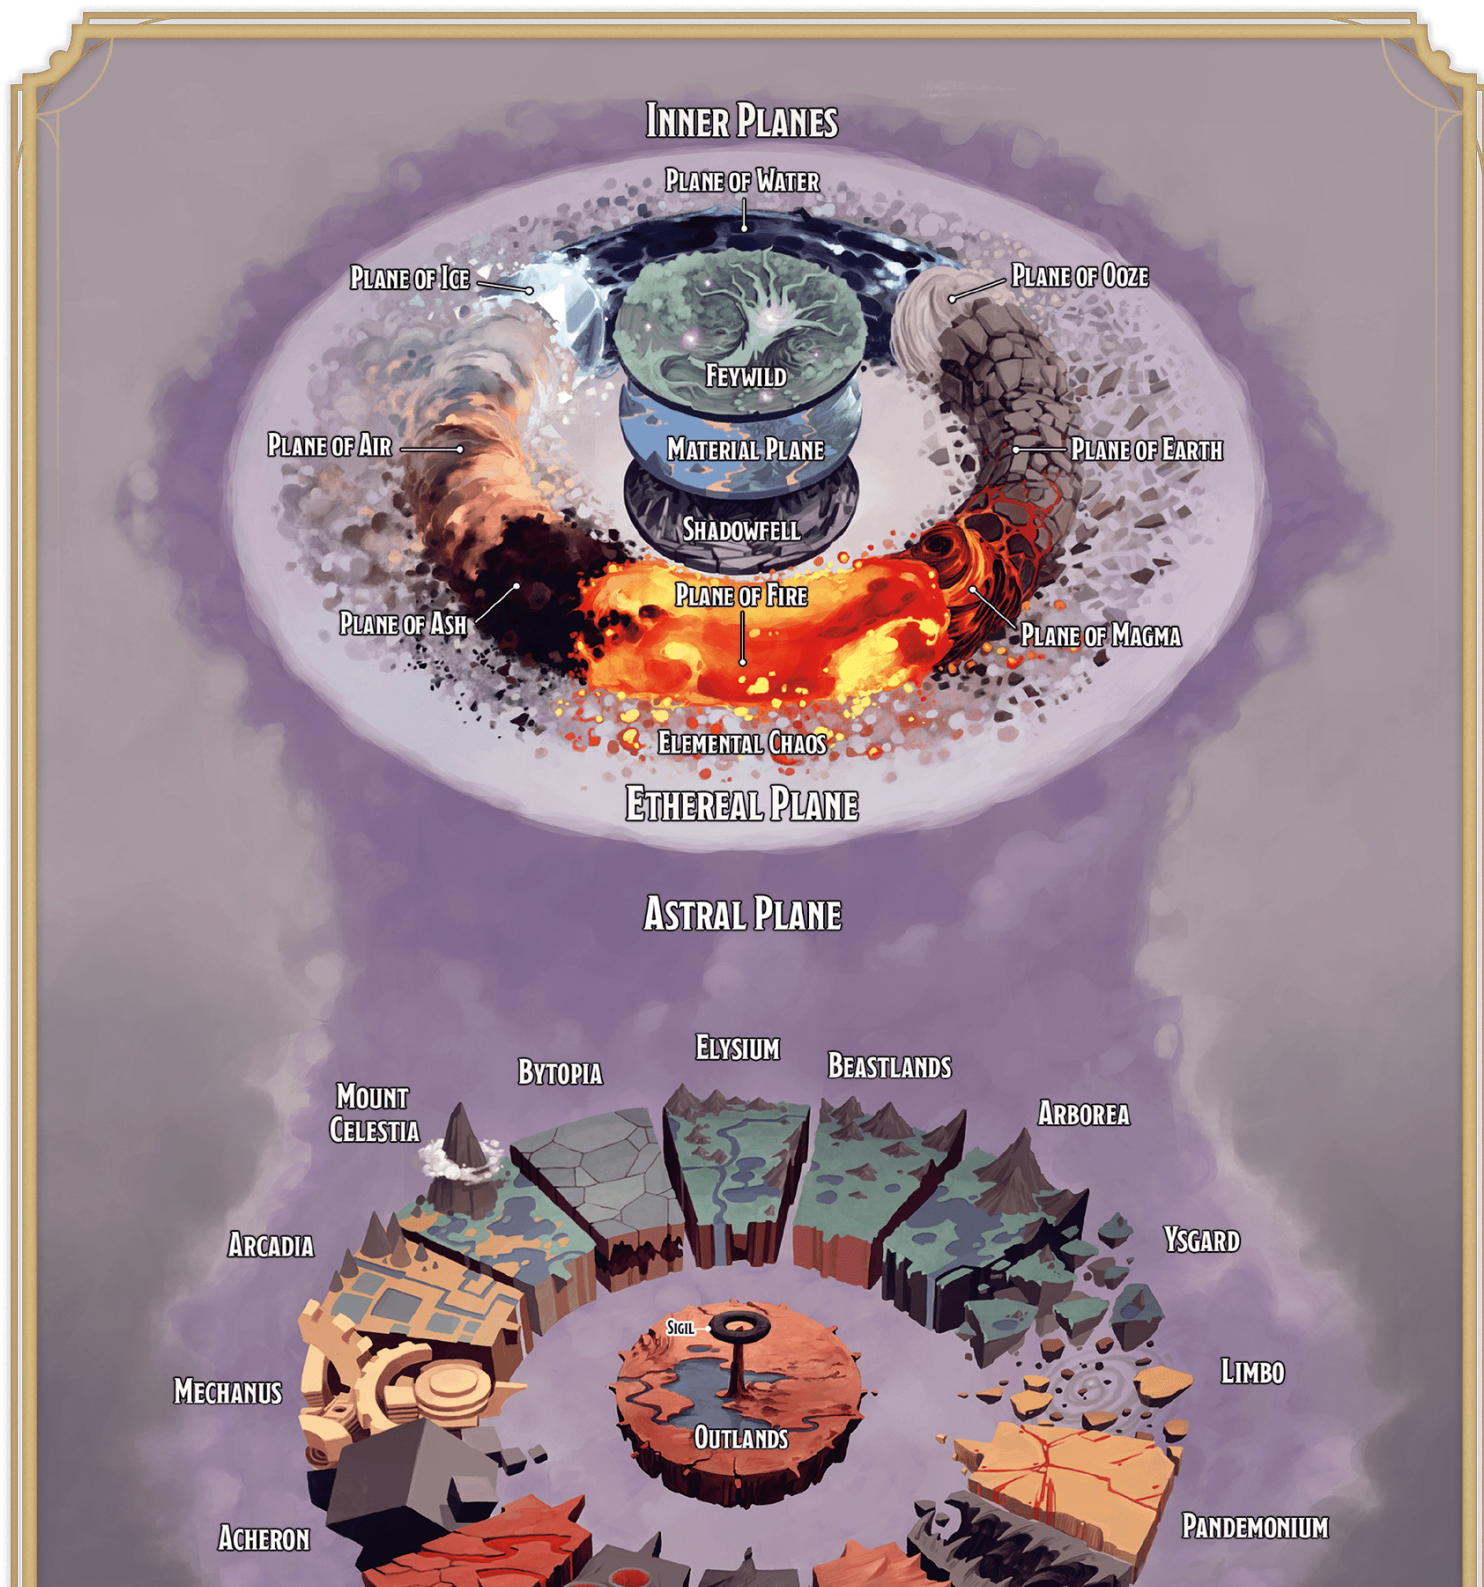 INNER PLANES
PLANE OF WATER
PLANE OF ICE
PLANE OF OOZE
FEYWILD
PLANE OF AIR
MATERIAL PLANE
PLANE OF EARTH
SHADOWFELL
PLANE OF FIRE
PLANE OF ASH
PLANE OF MAGMA
ELEMENTAL CHAOS
ETHEREAL PLANE
ASTRAL PLANE
ELYSIUM
BYTOPIA
BEASTLANDS
MOUNT
CELESTIA
ARBOREA
ARCADIA
YSGARD
SIGIL
LIMBO
MECHANUS
OUTLANDS
PANDEMONIUM
ACHERON